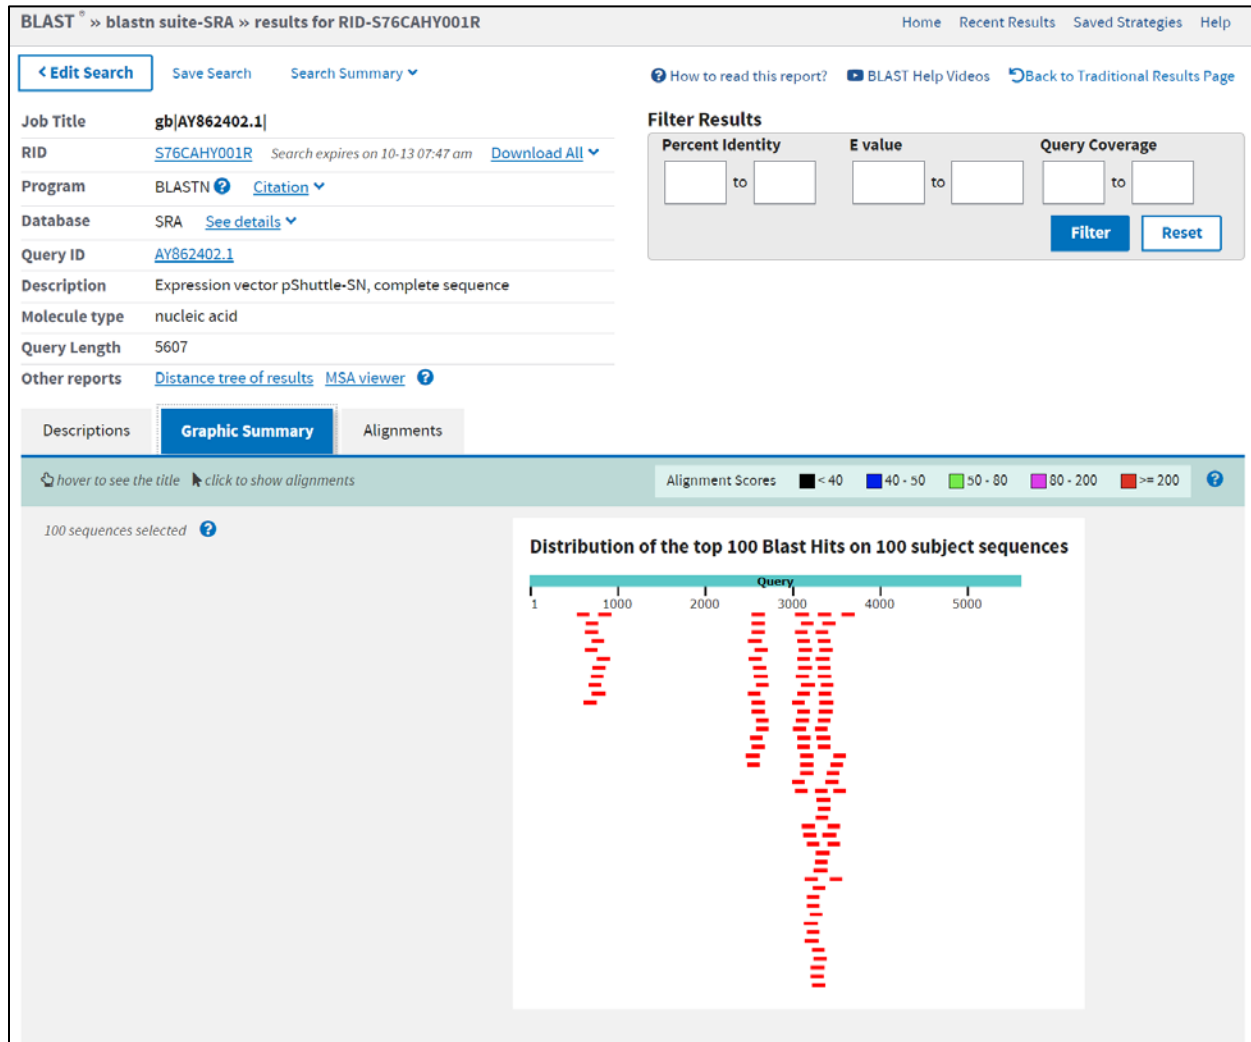 BLAST ® » blastn suite-SRA » results for RID-S76CAHY001R
Home Recent Results Saved Strategies Help
< Edit Search Save Search Search Summary
How to read this report? BLAST Help Videos Back to Traditional Results Page
Job Title gb|AY862402.1|
RID S76CAHY001R Search expires on 10-13 07:47 am Download All
Program BLASTN Citation
Database SRA See details
Query ID AY862402.1
Description Expression vector pShuttle-SN, complete sequence
Molecule type nucleic acid
Query Length 5607
Other reports Distance tree of results MSA viewer
Filter Results
Percent Identity E value Query Coverage
to to to
Filter Reset
Descriptions Graphic Summary Alignments
hover to see the title click to show alignments
Alignment Scores < 40 40 - 50 50 - 80 80 - 200 >= 200
100 sequences selected
Distribution of the top 100 Blast Hits on 100 subject sequences
Query
1 1000 2000 3000 4000 5000